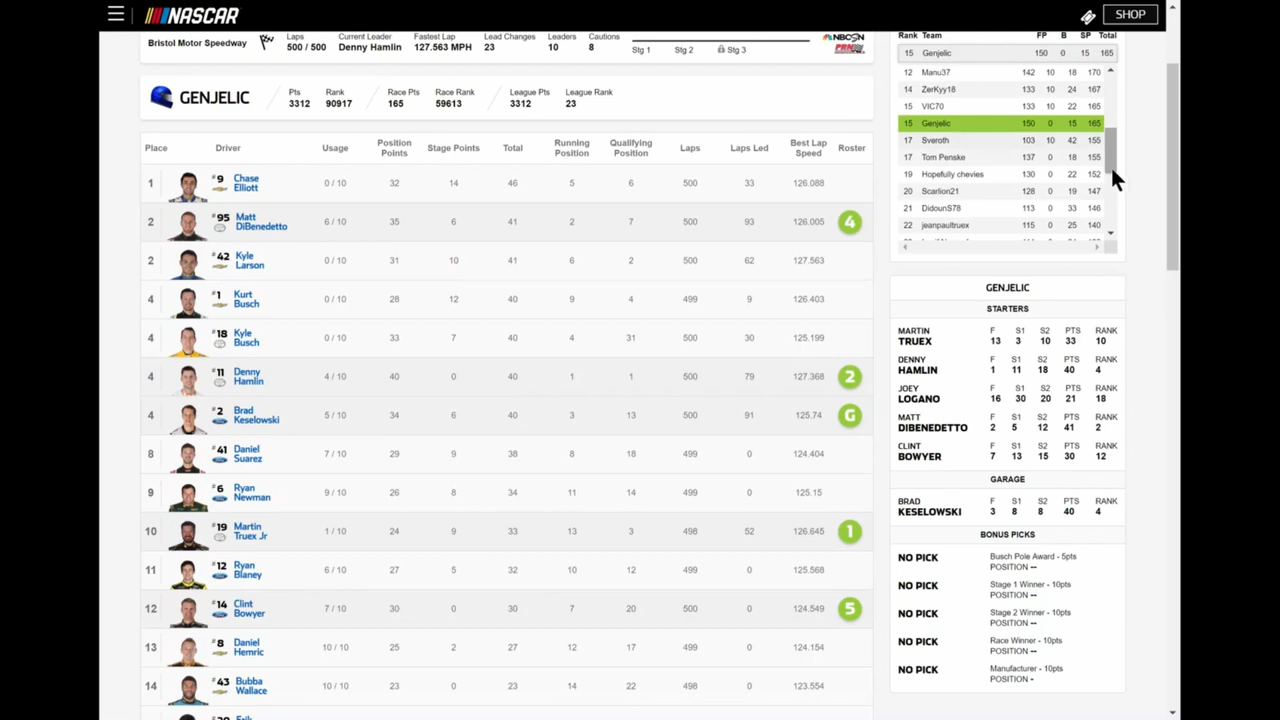 NASCAR SHOP
Bristol Motor Speedway
Laps Current Leader Fastest Lap Lead Changes Leaders Cautions
500 / 500 Denny Hamlin 127.563 MPH 23 10 8
Stg 1 Stg 2 Stg 3
NBCSN
PRN
GENJELIC
Pts Rank Race Pts Race Rank League Pts League Rank
3312 90917 165 59613 3312 23
Place Driver Usage Position Points Stage Points Total Running Position Qualifying Position Laps Laps Led Best Lap Speed Roster
1 #9 Chase Elliott 0 / 10 32 14 46 5 6 500 33 126.088
2 #95 Matt DiBenedetto 6 / 10 35 6 41 2 7 500 93 126.005 4
2 #42 Kyle Larson 0 / 10 31 10 41 6 2 500 62 127.563
4 #1 Kurt Busch 0 / 10 28 12 40 9 4 499 9 126.403
4 #18 Kyle Busch 0 / 10 33 7 40 4 31 500 30 125.199
4 #11 Denny Hamlin 4 / 10 40 0 40 1 1 500 79 127.368 2
4 #2 Brad Keselowski 5 / 10 34 6 40 3 13 500 91 125.74 G
8 #41 Daniel Suarez 7 / 10 29 9 38 8 18 500 0 124.404
9 #6 Ryan Newman 9 / 10 26 8 34 11 14 499 0 125.15
10 #19 Martin Truex Jr 1 / 10 24 9 33 13 3 498 52 126.645 1
11 #12 Ryan Blaney 6 / 10 27 5 32 10 12 499 0 125.568
12 #14 Clint Bowyer 7 / 10 30 0 30 7 20 500 0 124.549 5
13 #8 Daniel Hemric 10 / 10 25 2 27 12 17 499 0 124.154
14 #43 Bubba Wallace 10 / 10 23 0 23 14 22 498 0 123.554
Rank Team FP B SP Total
15 Genjelic 150 0 15 165
12 Manu37 142 10 18 170
14 ZerKyy18 133 10 24 167
15 VIC70 133 10 22 165
15 Genjelic 150 0 15 165
17 Sveroth 103 10 42 155
17 Tom Penske 137 0 18 155
19 Hopefully chevies 130 0 22 152
20 Scarlion21 128 0 19 147
21 DidounS78 113 0 33 146
22 jeanpaultruex 115 0 25 140
GENJELIC
STARTERS
MARTIN TRUEX F 13 S1 3 S2 10 PTS 33 RANK 10
DENNY HAMLIN F 1 S1 11 S2 18 PTS 40 RANK 4
JOEY LOGANO F 16 S1 30 S2 20 PTS 21 RANK 18
MATT DIBENEDETTO F 2 S1 5 S2 12 PTS 41 RANK 2
CLINT BOWYER F 7 S1 13 S2 15 PTS 30 RANK 12
GARAGE
BRAD KESELOWSKI F 3 S1 8 S2 8 PTS 40 RANK 4
BONUS PICKS
NO PICK Busch Pole Award - 5pts
POSITION --
NO PICK Stage 1 Winner - 10pts
POSITION --
NO PICK Stage 2 Winner - 10pts
POSITION --
NO PICK Race Winner - 10pts
POSITION --
NO PICK Manufacturer - 10pts
POSITION -